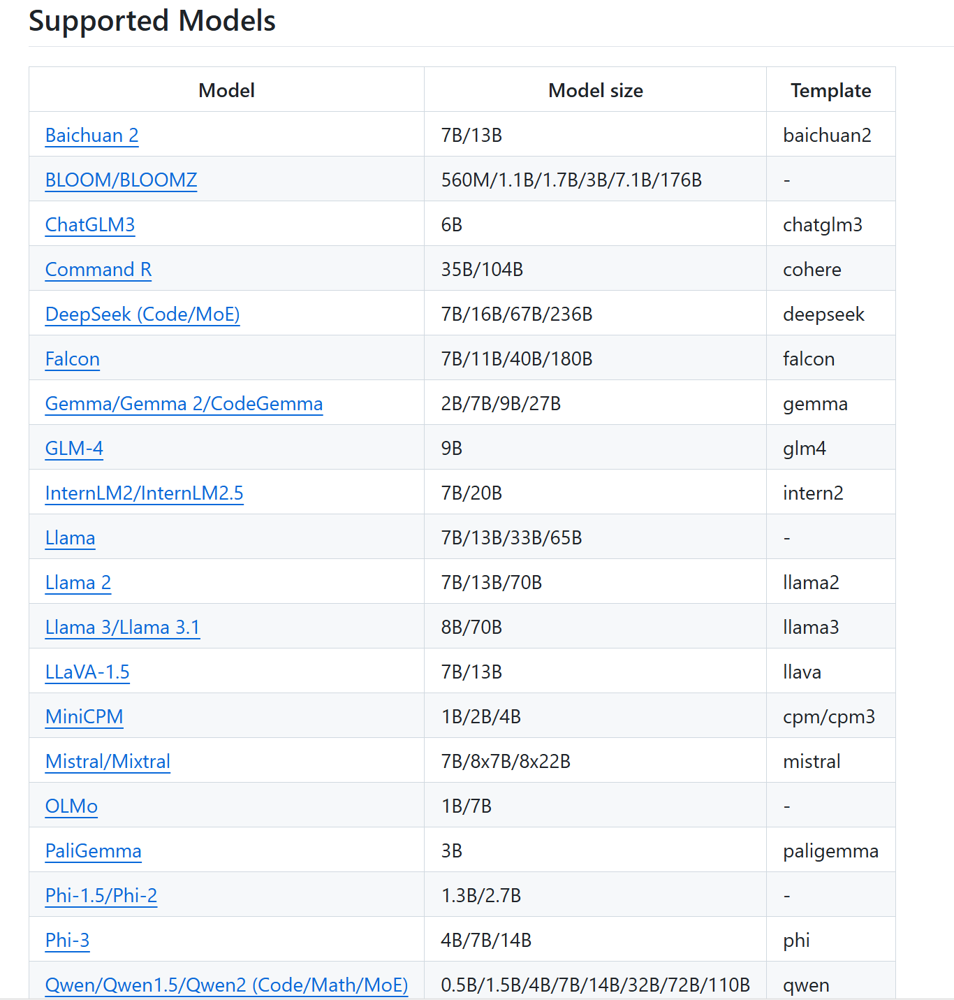 Supported Models
Model Model size Template
Baichuan 2 7B/13B baichuan2
BLOOM/BLOOMZ 560M/1.1B/1.7B/3B/7.1B/176B -
ChatGLM3 6B chatglm3
Command R 35B/104B cohere
DeepSeek (Code/MoE) 7B/16B/67B/236B deepseek
Falcon 7B/11B/40B/180B falcon
Gemma/Gemma 2/CodeGemma 2B/7B/9B/27B gemma
GLM-4 9B glm4
InternLM2/InternLM2.5 7B/20B intern2
Llama 7B/13B/33B/65B -
Llama 2 7B/13B/70B llama2
Llama 3/Llama 3.1 8B/70B llama3
LLaVA-1.5 7B/13B llava
MiniCPM 1B/2B/4B cpm/cpm3
Mistral/Mixtral 7B/8x7B/8x22B mistral
OLMo 1B/7B -
PaliGemma 3B paligemma
Phi-1.5/Phi-2 1.3B/2.7B -
Phi-3 4B/7B/14B phi
Qwen/Qwen1.5/Qwen2 (Code/Math/MoE) 0.5B/1.5B/4B/7B/14B/32B/72B/110B qwen